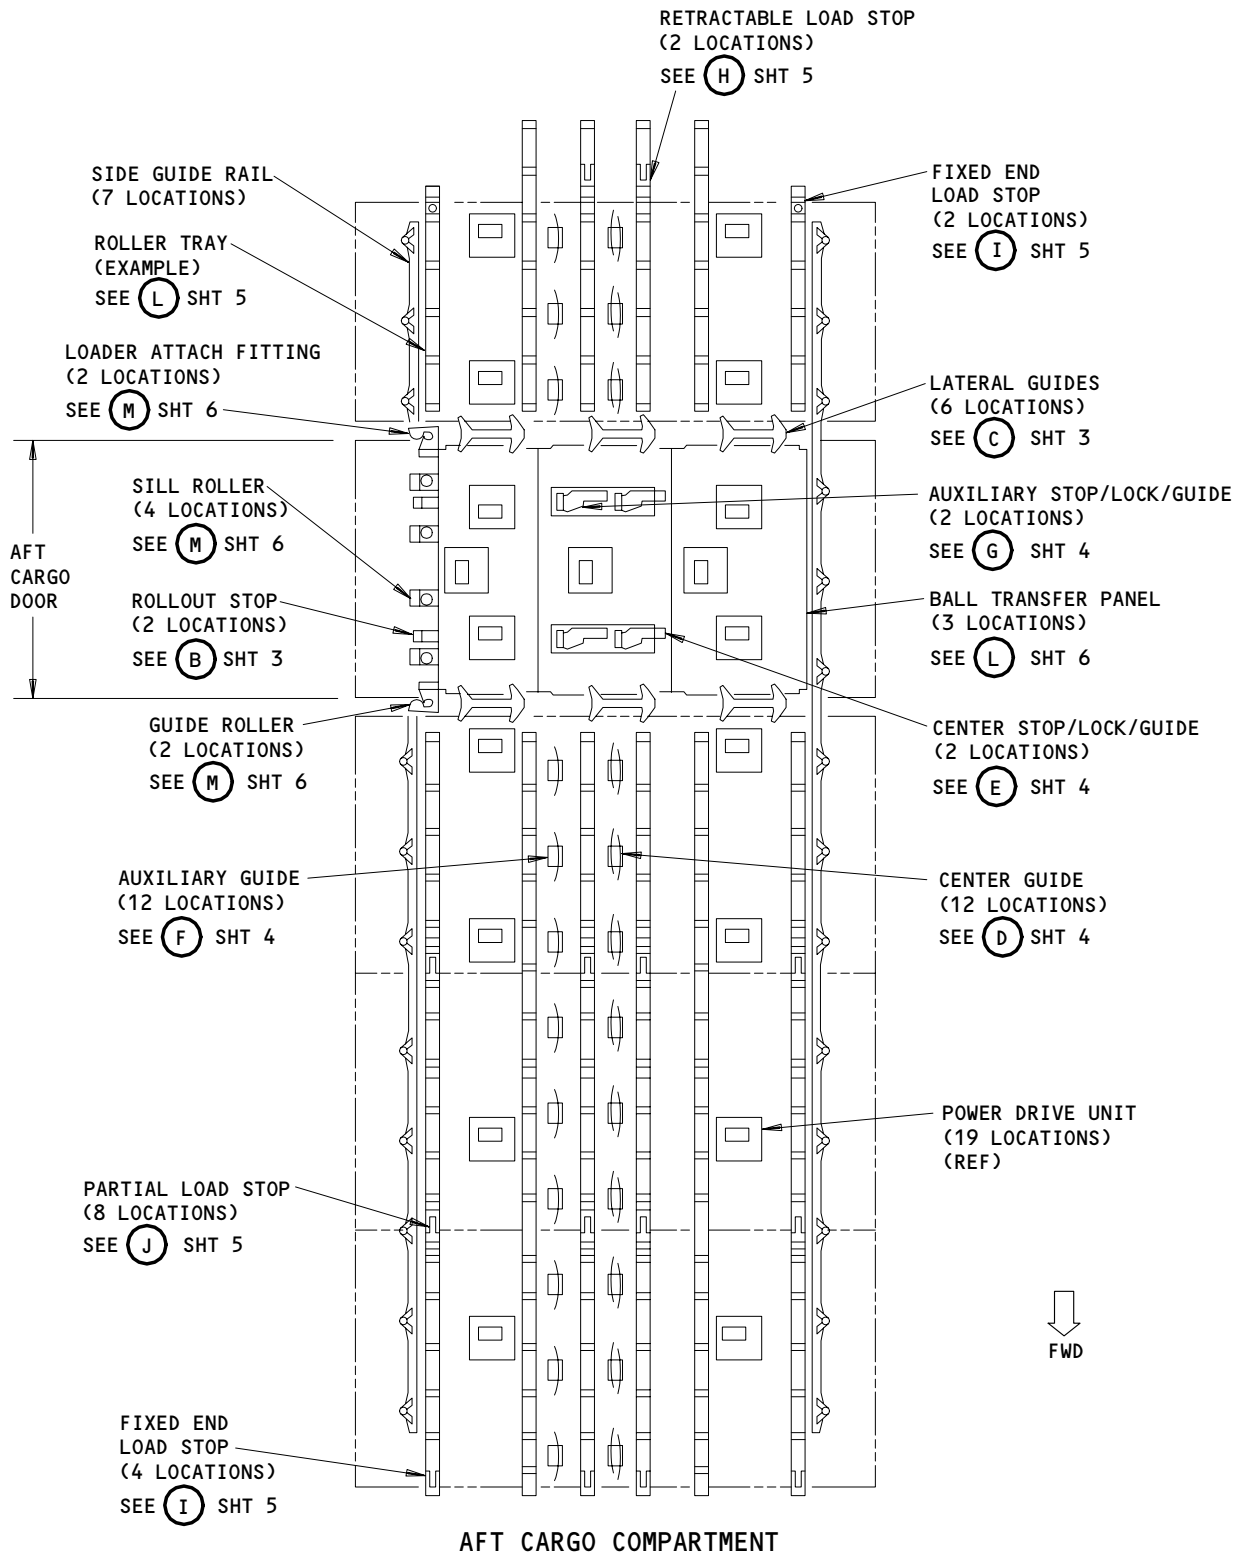 RETRACTABLE LOAD STOP
(2 LOCATIONS)
SEE H SHT 5
SIDE GUIDE RAIL
(7 LOCATIONS)
ROLLER TRAY
(EXAMPLE)
SEE L SHT 5
LOADER ATTACH FITTING
(2 LOCATIONS)
SEE M SHT 6
SILL ROLLER
(4 LOCATIONS)
SEE M SHT 6
AFT
CARGO
DOOR
ROLLOUT STOP
(2 LOCATIONS)
SEE B SHT 3
GUIDE ROLLER
(2 LOCATIONS)
SEE M SHT 6
AUXILIARY GUIDE
(12 LOCATIONS)
SEE F SHT 4
PARTIAL LOAD STOP
(8 LOCATIONS)
SEE J SHT 5
FIXED END
LOAD STOP
(4 LOCATIONS)
SEE I SHT 5
FIXED END
LOAD STOP
(2 LOCATIONS)
SEE I SHT 5
LATERAL GUIDES
(6 LOCATIONS)
SEE C SHT 3
AUXILIARY STOP/LOCK/GUIDE
(2 LOCATIONS)
SEE G SHT 4
BALL TRANSFER PANEL
(3 LOCATIONS)
SEE L SHT 6
CENTER STOP/LOCK/GUIDE
(2 LOCATIONS)
SEE E SHT 4
CENTER GUIDE
(12 LOCATIONS)
SEE D SHT 4
POWER DRIVE UNIT
(19 LOCATIONS)
(REF)
FWD
AFT CARGO COMPARTMENT